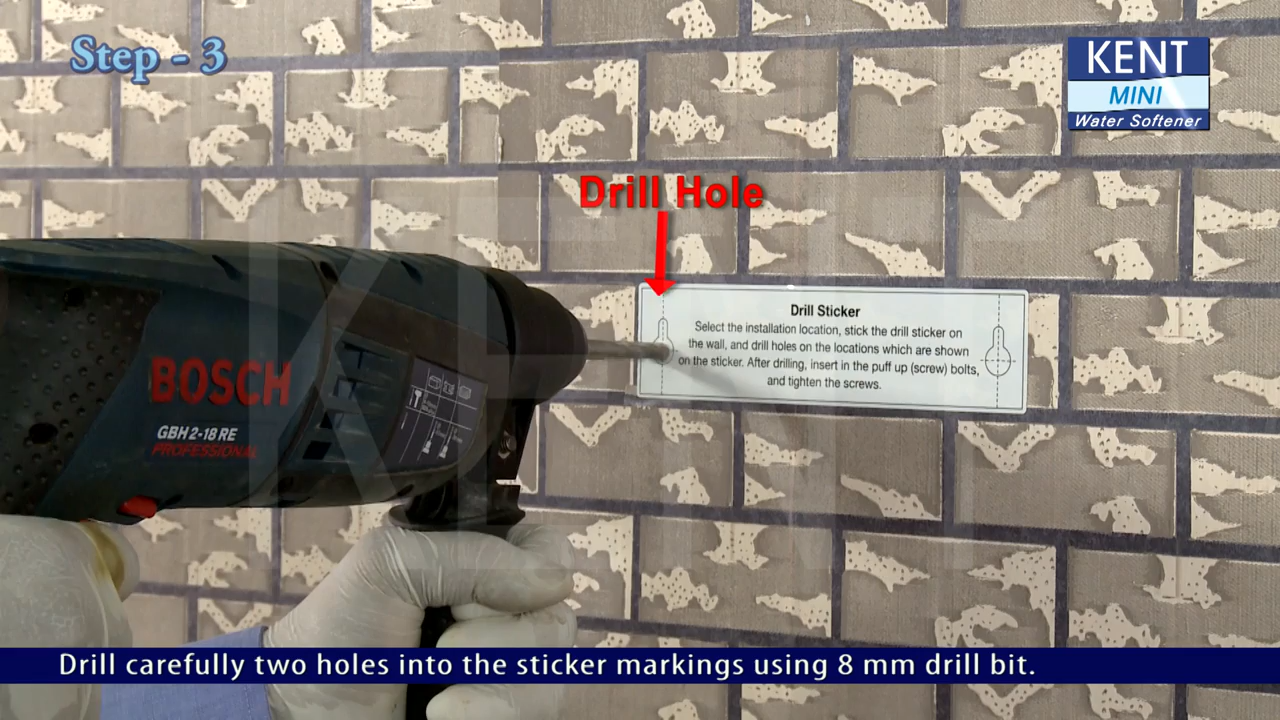 Step - 3
KENT
MINI
Water Softener
Drill Hole
Drill Sticker
Select the installation location, stick the drill sticker on
the wall, and drill holes on the locations which are shown
on the sticker. After drilling, insert in the puff up (screw) bolts,
and tighten the screws.
BOSCH
GBH 2-18 RE
PROFESSIONAL
KENT
Drill carefully two holes into the sticker markings using 8 mm drill bit.